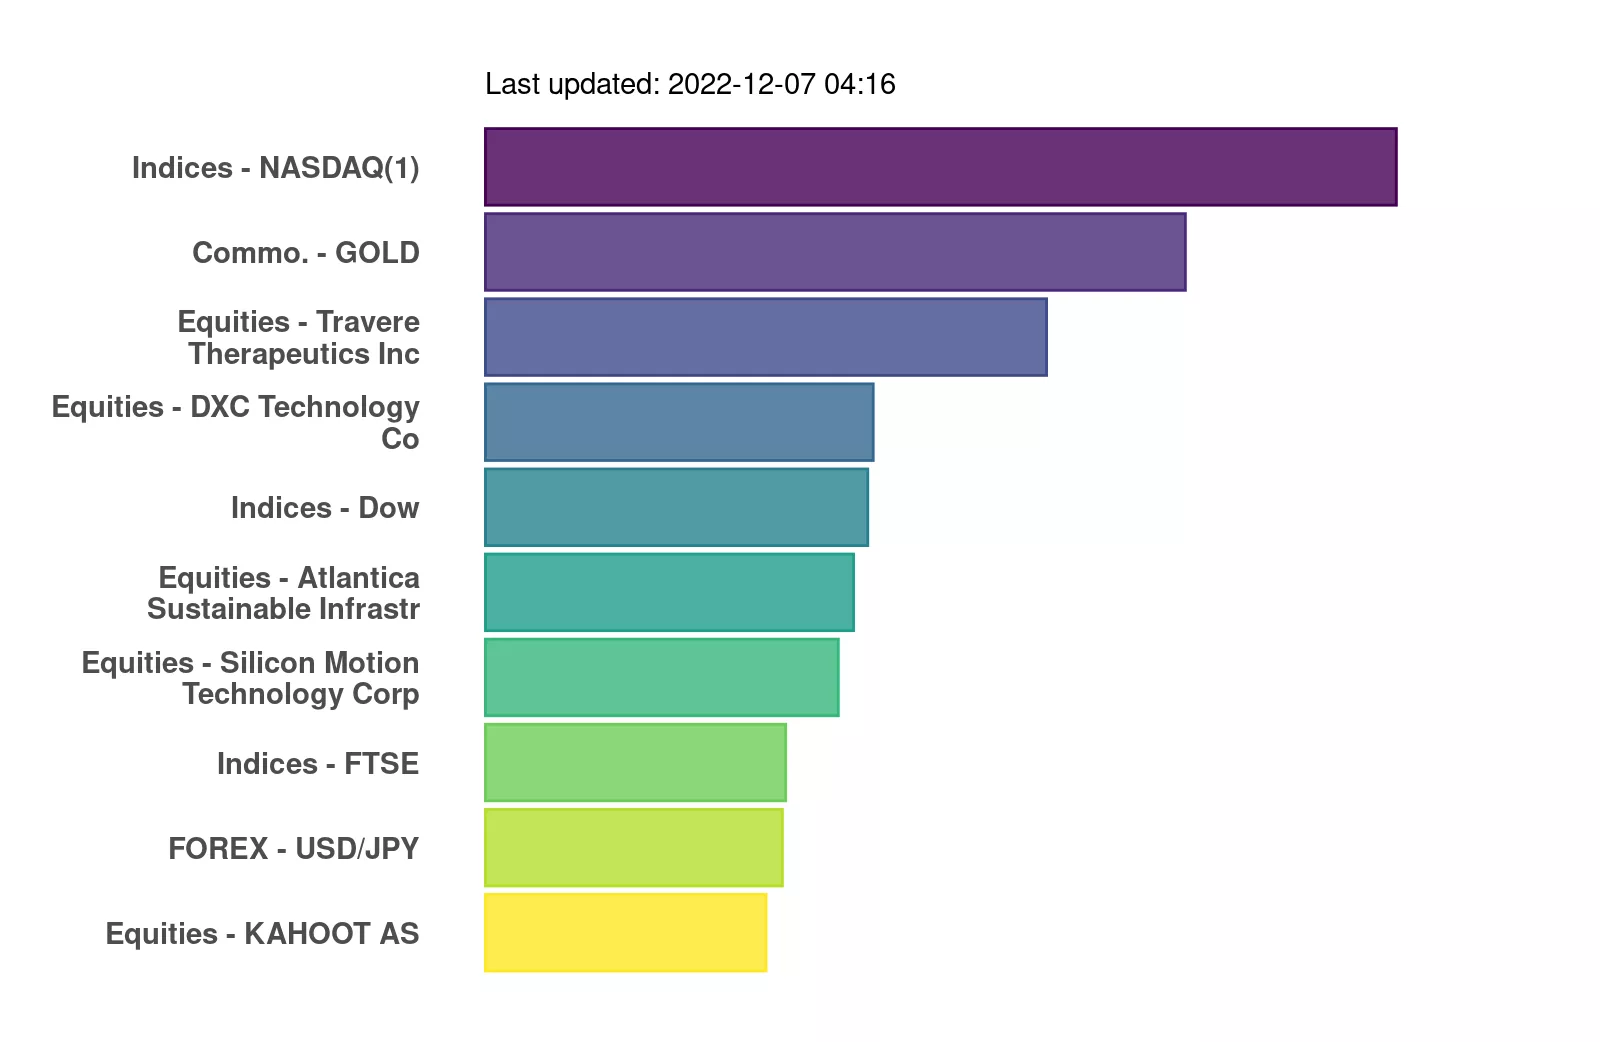 Last updated: 2022-12-07 04:16
Indices - NASDAQ(1)
Commo. - GOLD
Equities - Travere
Therapeutics Inc
Equities - DXC Technology
Co
Indices - Dow
Equities - Atlantica
Sustainable Infrastr
Equities - Silicon Motion
Technology Corp
Indices - FTSE
FOREX - USD/JPY
Equities - KAHOOT AS